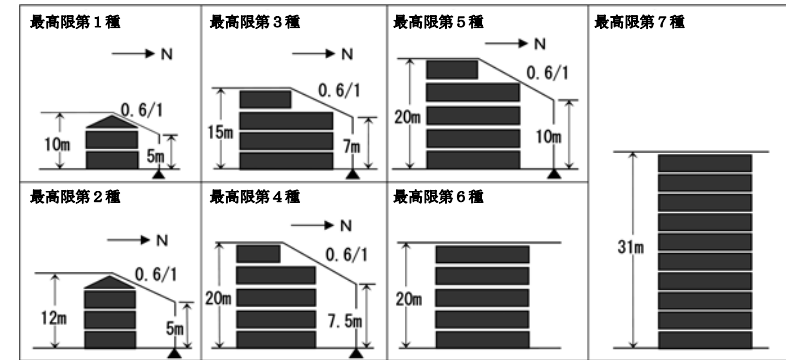 最高限第1種
N
0.6/1
10m
5m
最高限第3種
N
0.6/1
15m
7m
最高限第5種
N
0.6/1
20m
10m
最高限第7種
31m
最高限第2種
N
0.6/1
12m
5m
最高限第4種
N
0.6/1
20m
7.5m
最高限第6種
20m